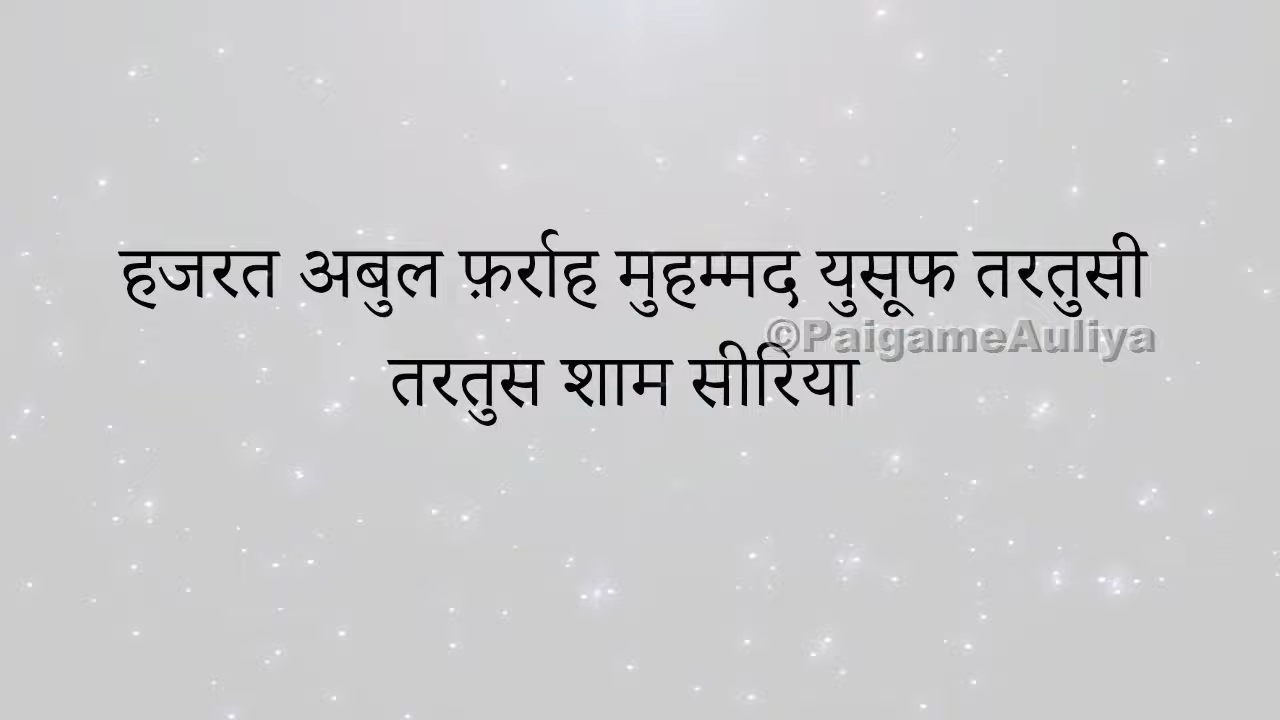 हजरत अबुल फ़र्राह मुहम्मद युसूफ तरतुसी
©PaigameAuliya
तरतुस शाम सीरिया